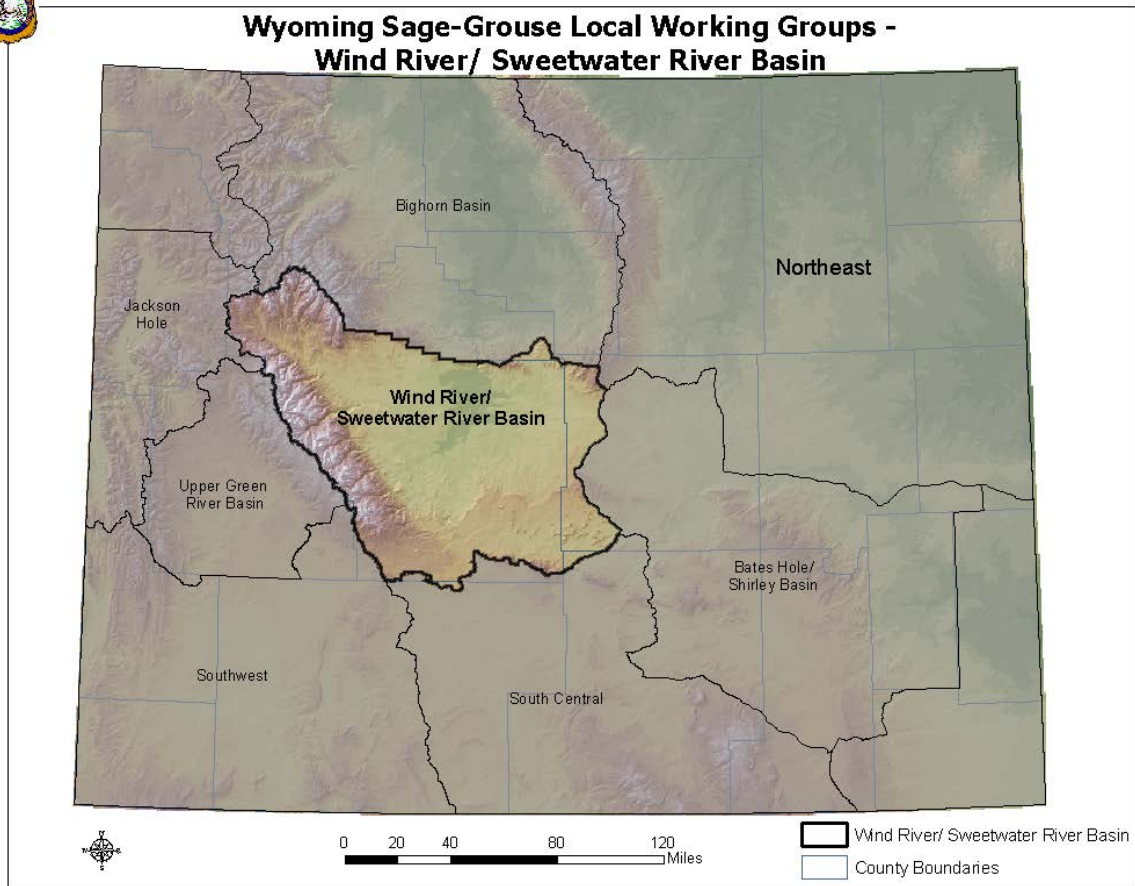 Wyoming Sage-Grouse Local Working Groups -
Wind River/ Sweetwater River Basin
Bighorn Basin
Northeast
Jackson
Hole
Wind River/
Sweetwater River Basin
Upper Green
River Basin
Bates Hole/
Shirley Basin
Southwest
South Central
0 20 40 80 120
Miles
Wind River/ Sweetwater River Basin
County Boundaries